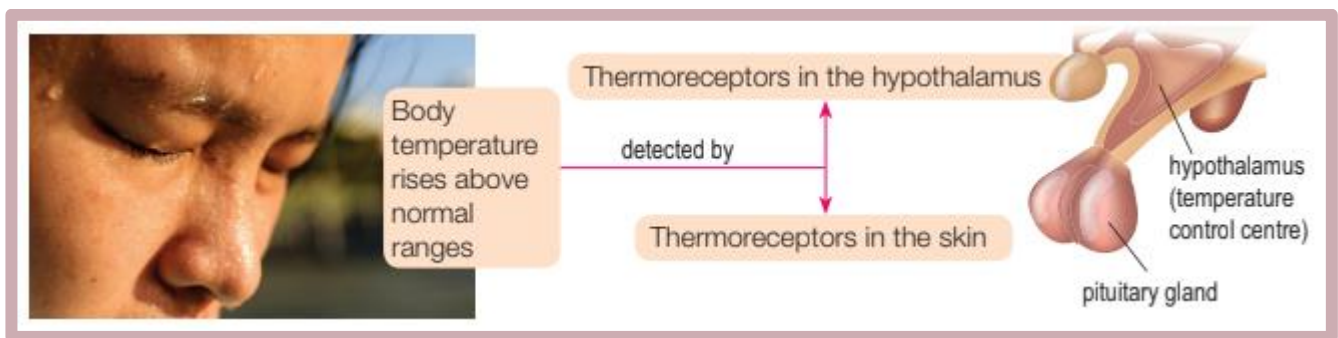 Body
temperature
rises above
normal
ranges
detected by
Thermoreceptors in the hypothalamus
Thermoreceptors in the skin
hypothalamus
(temperature
control centre)
pituitary gland